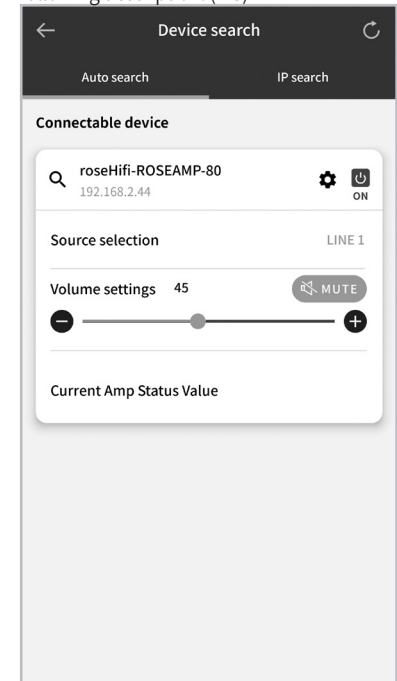 Device search
Auto search IP search
Connectable device
roseHifi-ROSEAMP-80
192.168.2.44
ON
Source selection LINE 1
Volume settings 45 MUTE
Current Amp Status Value